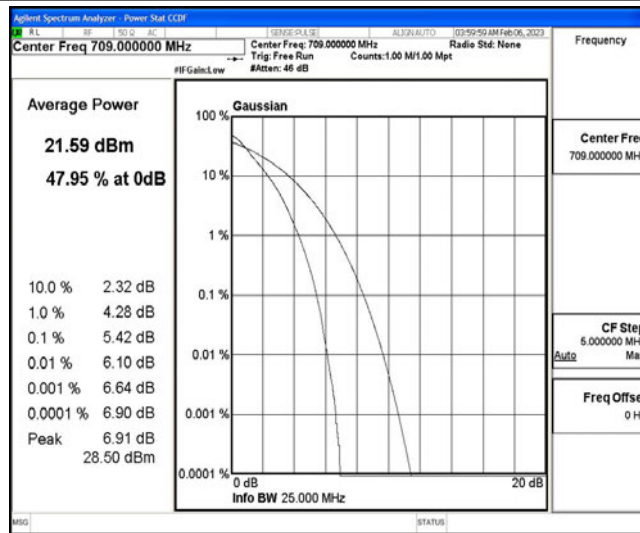 Agilent Spectrum Analyzer - Power Stat CCDF
RL RF 50 Ω AC SENSE:PULSE ALIGN AUTO 03:59:59 AM Feb 06, 2023
Center Freq 709.000000 MHz
Center Freq: 709.000000 MHz Radio Std: None
Trig: Free Run Counts:1.00 M/1.00 Mpt
#IFGain:Low #Atten: 46 dB
Frequency
Average Power
21.59 dBm
47.95 % at 0dB
10.0 % 2.32 dB
1.0 % 4.28 dB
0.1 % 5.42 dB
0.01 % 6.10 dB
0.001 % 6.64 dB
0.0001 % 6.90 dB
Peak 6.91 dB
28.50 dBm
Gaussian
100 %
10 %
1 %
0.1 %
0.01 %
0.001 %
0.0001 %
0 dB 20 dB
Info BW 25.000 MHz
Center Fre
709.000000 MH
CF Step
5.000000 MH
Auto Ma
Freq Offse
0 H
MSG STATUS